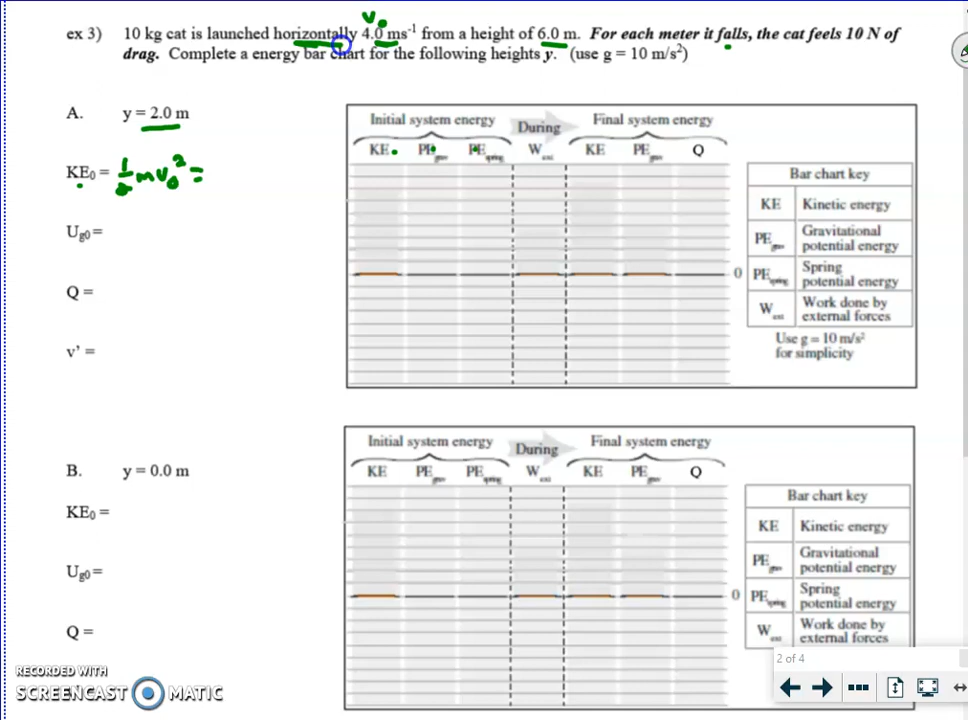 v₀
ex 3) 10 kg cat is launched horizontally 4.0 ms⁻¹ from a height of 6.0 m. For each meter it falls, the cat feels 10 N of
drag. Complete a energy bar chart for the following heights y. (use g = 10 m/s²)
A. y = 2.0 m
KE₀ = ½mv₀² =
Ug0 =
Q =
v' =
Initial system energy During Final system energy
KE PE PE W KE PE Q
0
Bar chart key
KE Kinetic energy
PE Gravitational
potential energy
PE Spring
potential energy
W Work done by
external forces
Use g = 10 m/s²
for simplicity
B. y = 0.0 m
KE₀ =
Ug0 =
Q =
Initial system energy During Final system energy
KE PE PE W KE PE Q
0
Bar chart key
KE Kinetic energy
PE Gravitational
potential energy
PE Spring
potential energy
W Work done by
external forces
2 of 4
RECORDED WITH
SCREENCAST MATIC